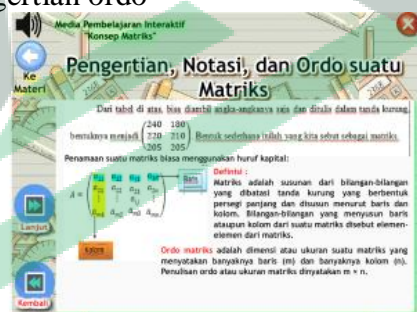 gertian ordo
Media Pembelajaran Interaktif
"Konsep Matriks"
Ke
Materi
Pengertian, Notasi, dan Ordo suatu
Matriks
Dari tabel di atas, bisa diambil angka-angkanya saja dan ditulis dalam tanda kurung,
240 180
bentuknya menjadi 220 210 Bentuk sederhana inilah yang kita sebut sebagai matriks.
205 205
Penamaan suatu matriks biasa menggunakan huruf kapital:
A =
Baris
Kolom
Definisi :
Matriks adalah susunan dari bilangan-bilangan
yang dibatasi tanda kurung yang berbentuk
persegi panjang dan disusun menurut baris dan
kolom. Bilangan-bilangan yang menyusun baris
ataupun kolom dari suatu matriks disebut elemen-
elemen dari matriks.
Ordo matriks adalah dimensi atau ukuran suatu matriks yang
menyatakan banyaknya baris (m) dan banyaknya kolom (n).
Penulisan ordo atau ukuran matriks dinyatakan m × n.
Lanjut
Kembali